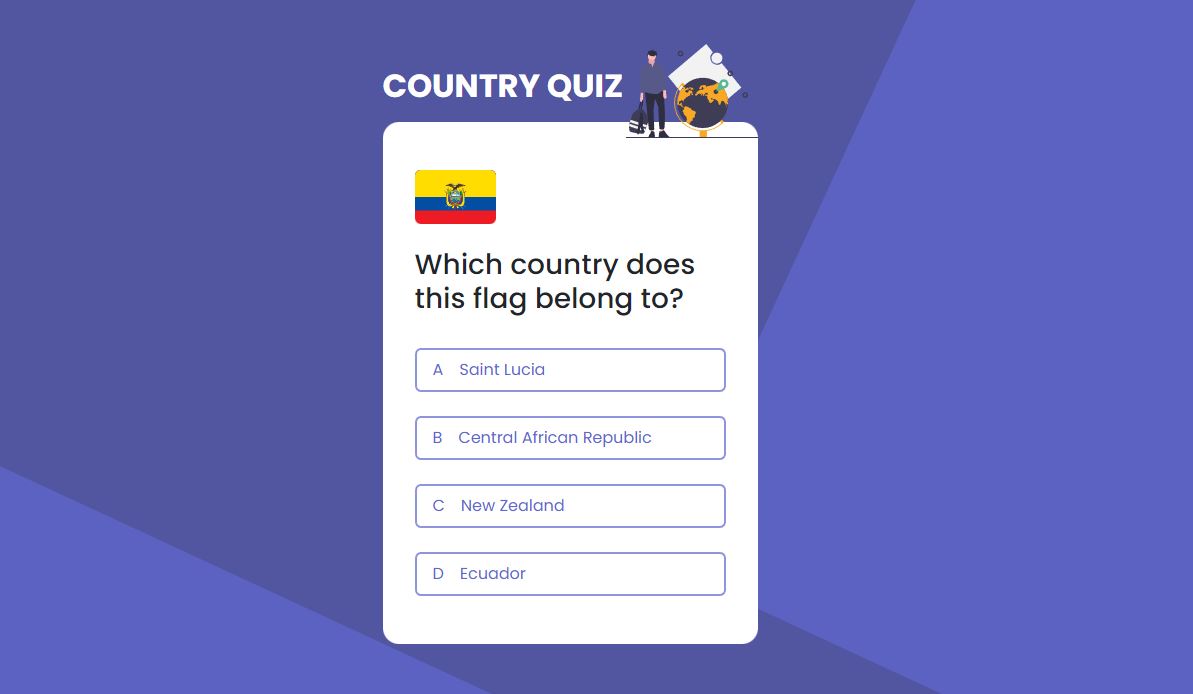 COUNTRY QUIZ
Which country does
this flag belong to?
A Saint Lucia
B Central African Republic
C New Zealand
D Ecuador